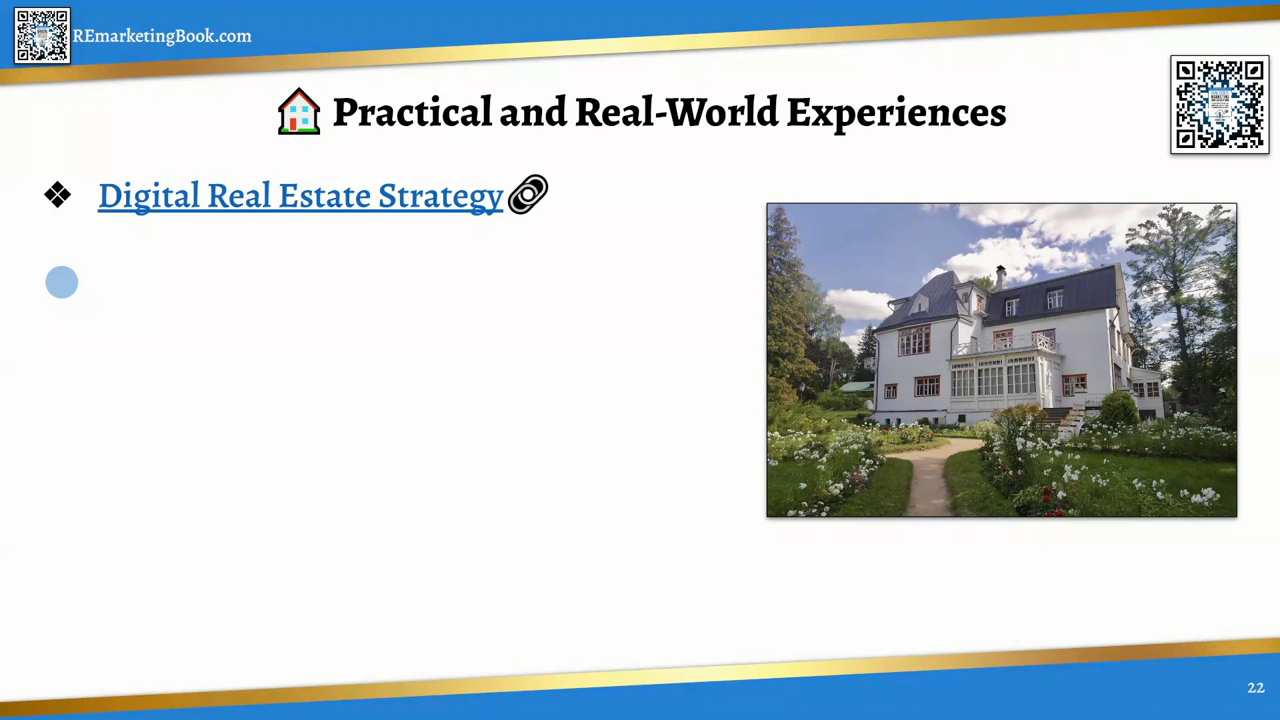 REmarketingBook.com
Practical and Real-World Experiences
Digital Real Estate Strategy
22